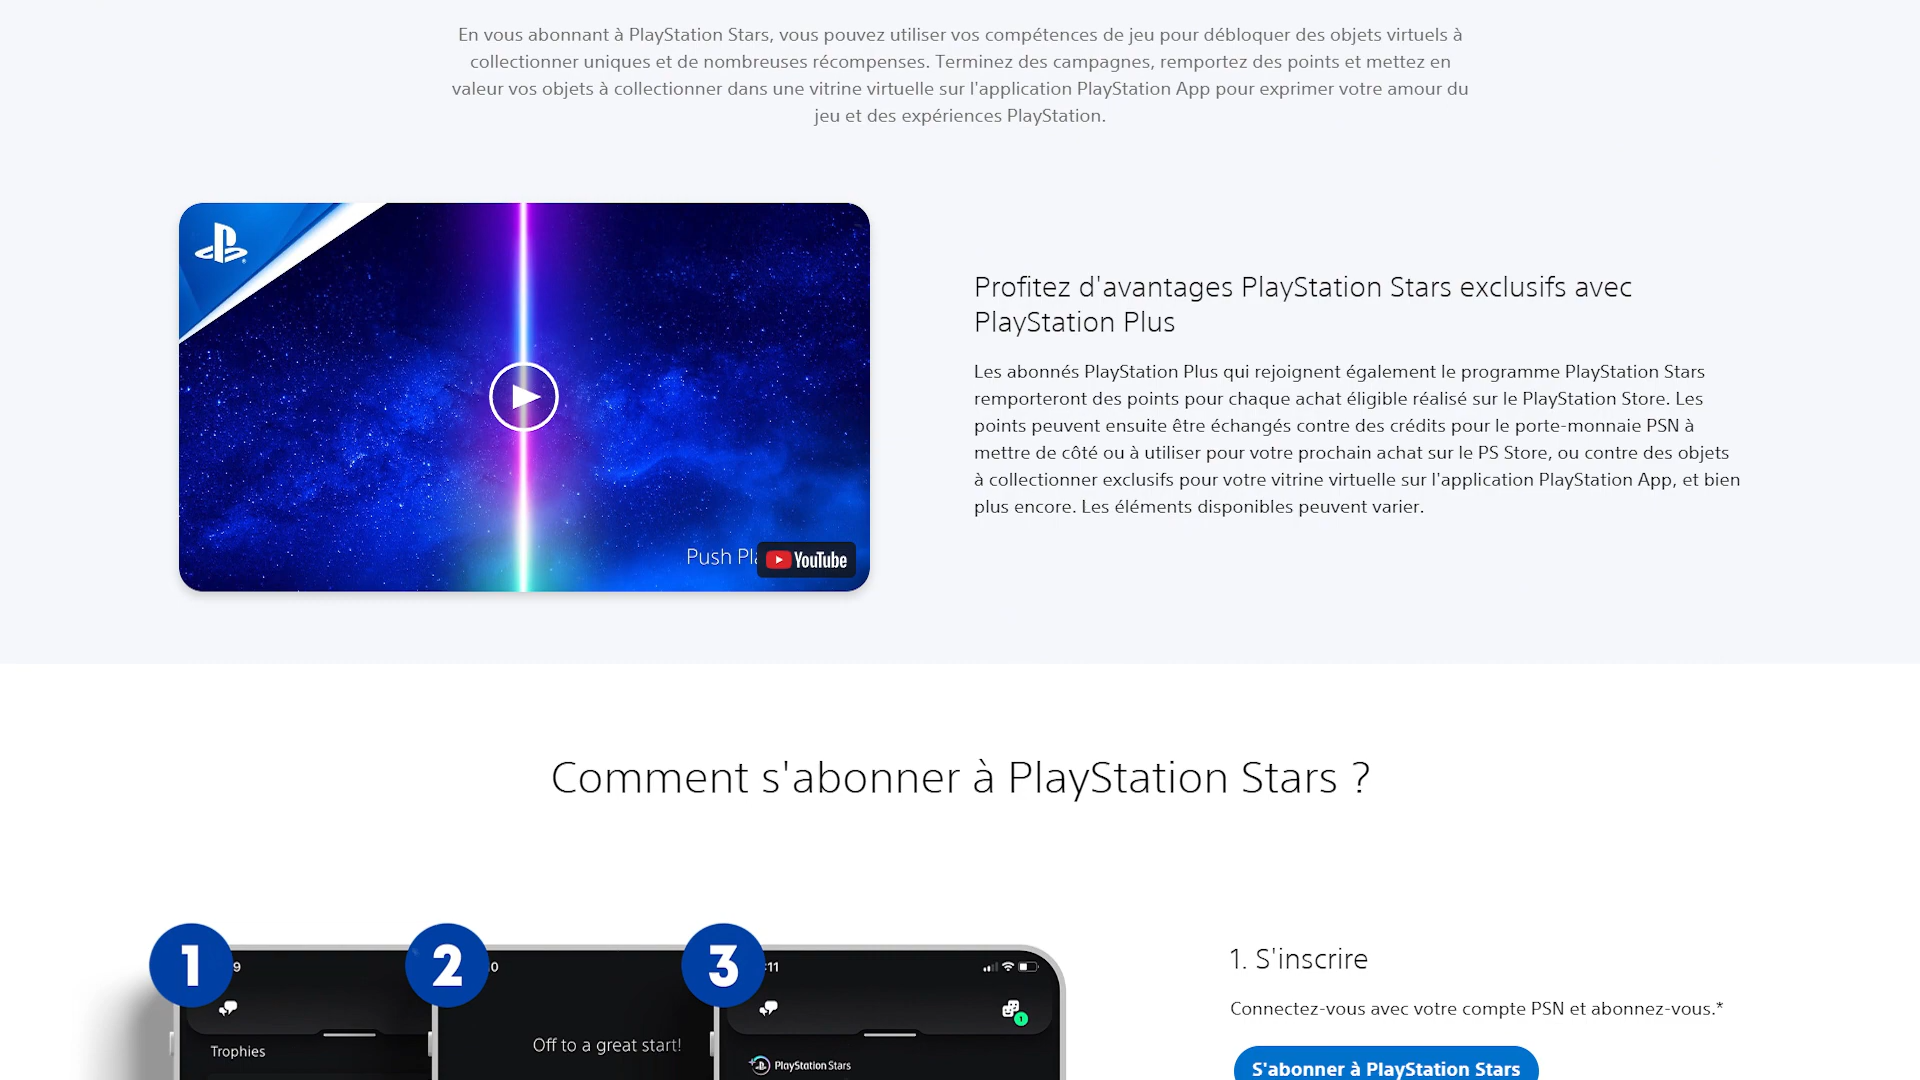 En vous abonnant à PlayStation Stars, vous pouvez utiliser vos compétences de jeu pour débloquer des objets virtuels à
collectionner uniques et de nombreuses récompenses. Terminez des campagnes, remportez des points et mettez en
valeur vos objets à collectionner dans une vitrine virtuelle sur l'application PlayStation App pour exprimer votre amour du
jeu et des expériences PlayStation.
Push
YouTube
Profitez d'avantages PlayStation Stars exclusifs avec
PlayStation Plus
Les abonnés PlayStation Plus qui rejoignent également le programme PlayStation Stars
remporteront des points pour chaque achat éligible réalisé sur le PlayStation Store. Les
points peuvent ensuite être échangés contre des crédits pour le porte-monnaie PSN à
mettre de côté ou à utiliser pour votre prochain achat sur le PS Store, ou contre des objets
à collectionner exclusifs pour votre vitrine virtuelle sur l'application PlayStation App, et bien
plus encore. Les éléments disponibles peuvent varier.
Comment s'abonner à PlayStation Stars ?
1
2
3
Trophies
Off to a great start!
PlayStation Stars
1. S'inscrire
Connectez-vous avec votre compte PSN et abonnez-vous.*
S'abonner à PlayStation Stars